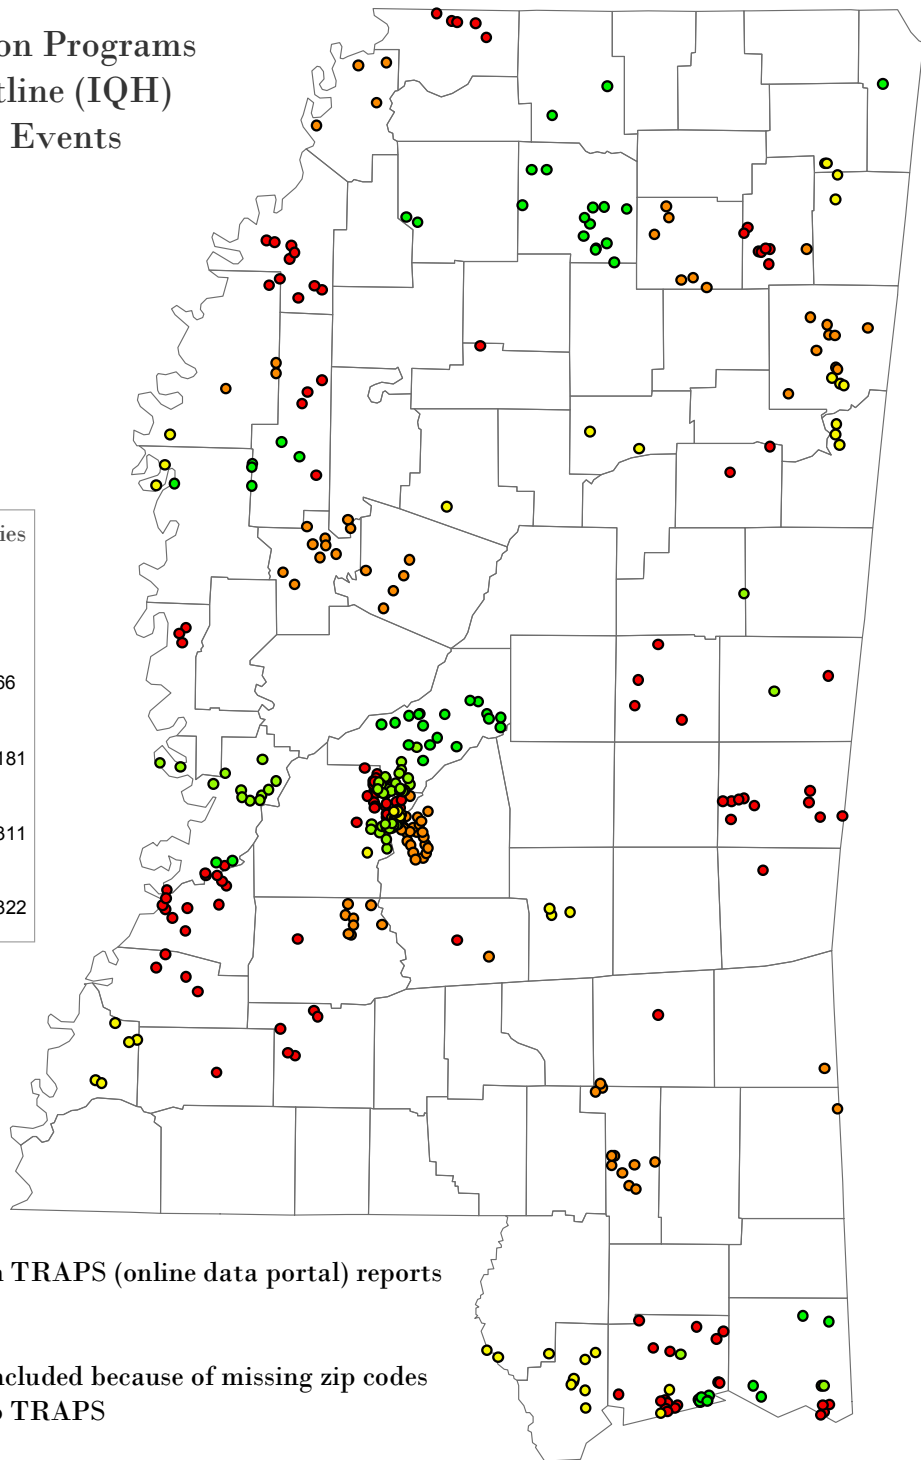 on Programs
tline (IQH)
Events
ies
66
181
311
322
n TRAPS (online data portal) reports
ncluded because of missing zip codes
o TRAPS